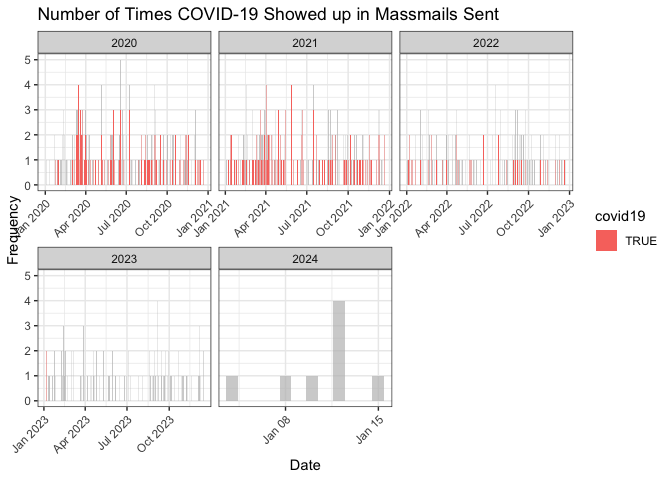 Number of Times COVID-19 Showed up in Massmails Sent
2020
2021
2022
5
4
3
2
1
0
Jan 2020
Apr 2020
Jul 2020
Oct 2020
Jan 2021
Jan 2021
Apr 2021
Jul 2021
Oct 2021
Jan 2022
Jan 2022
Apr 2022
Jul 2022
Oct 2022
Jan 2023
Frequency
covid19
TRUE
2023
2024
5
4
3
2
1
0
Jan 2023
Apr 2023
Jul 2023
Oct 2023
Jan 08
Jan 15
Date